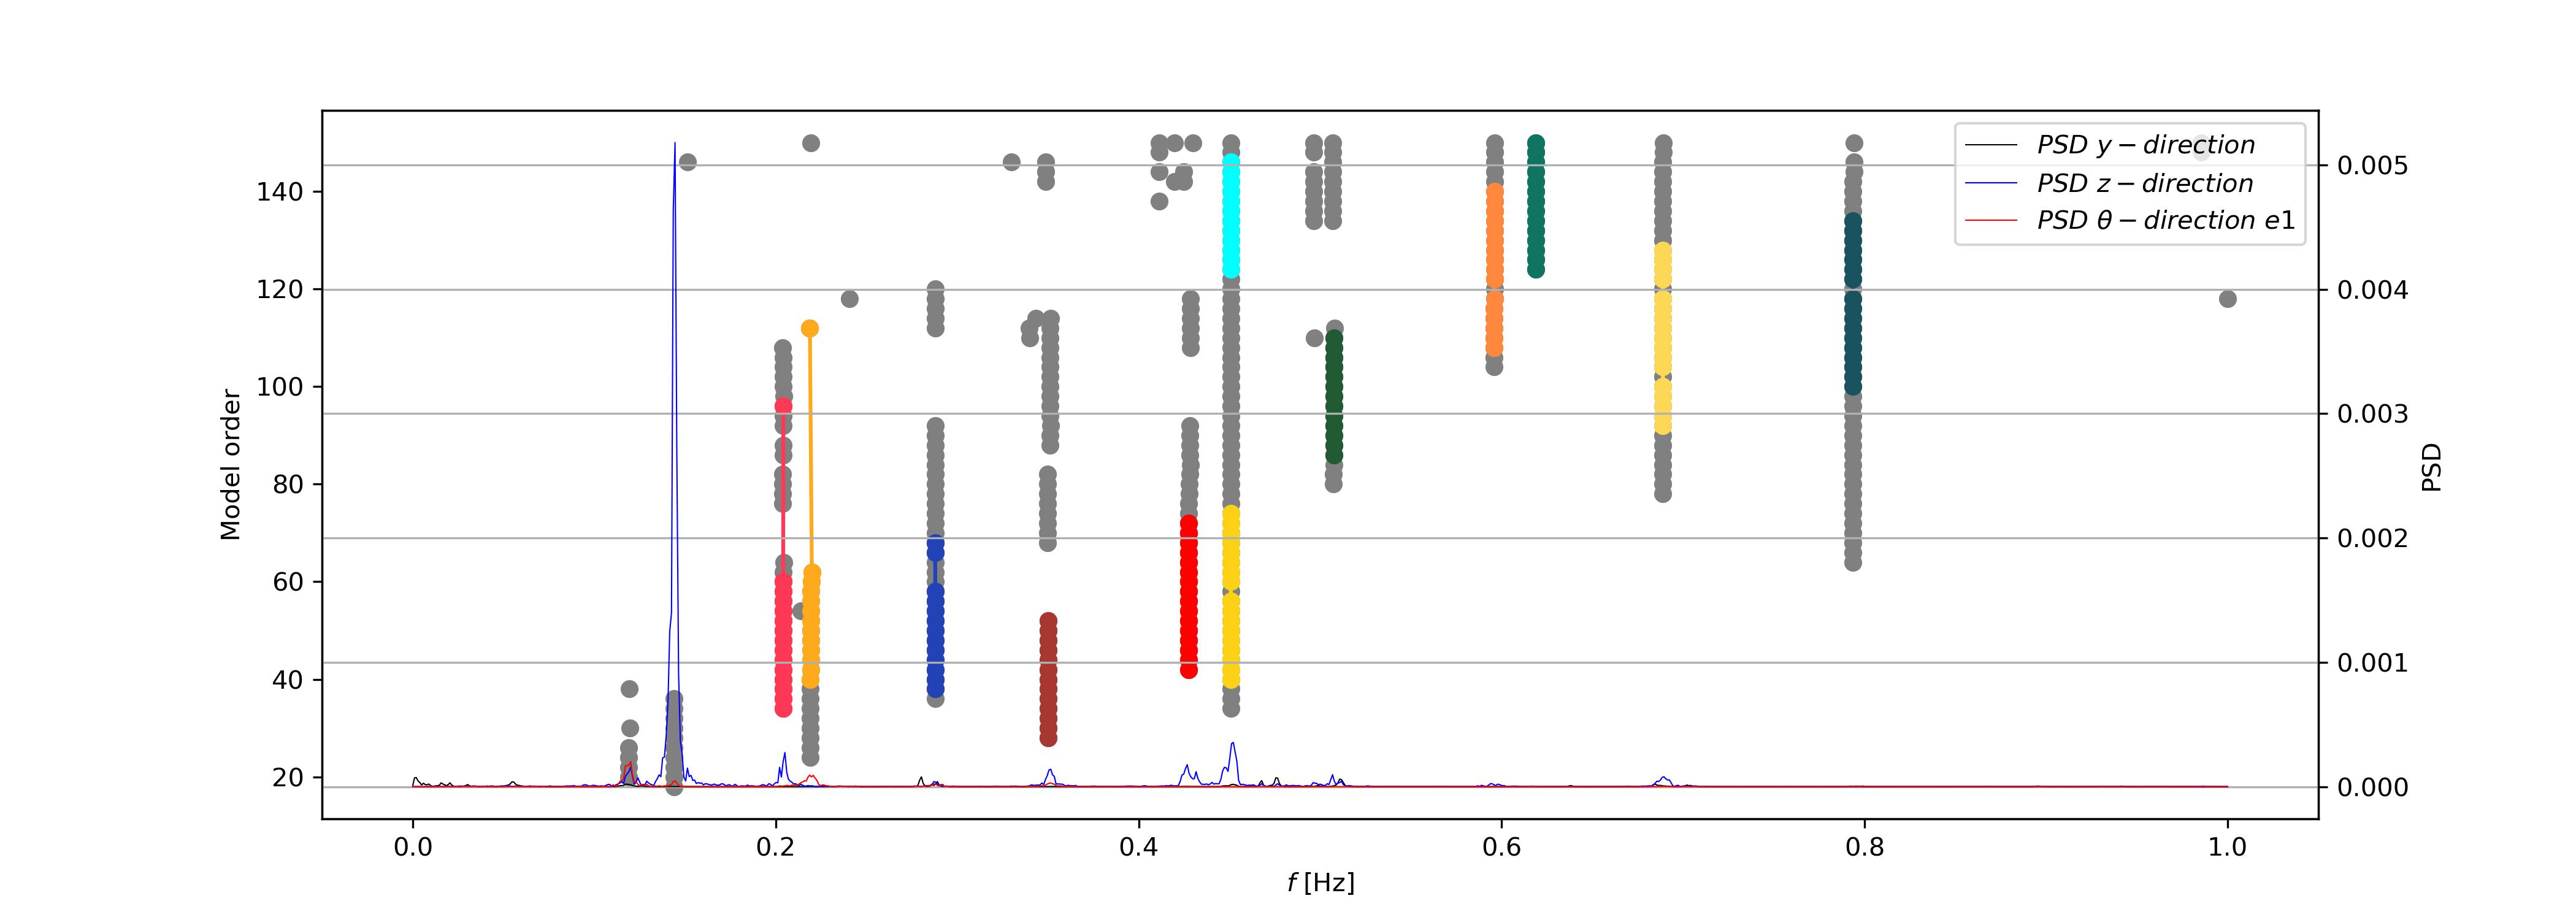 PSD y − direction
PSD z − direction
PSD θ − direction e1
Model order
140
120
100
80
60
40
20
0.005
0.004
0.003
0.002
0.001
0.000
PSD
0.0 0.2 0.4 0.6 0.8 1.0
f [Hz]